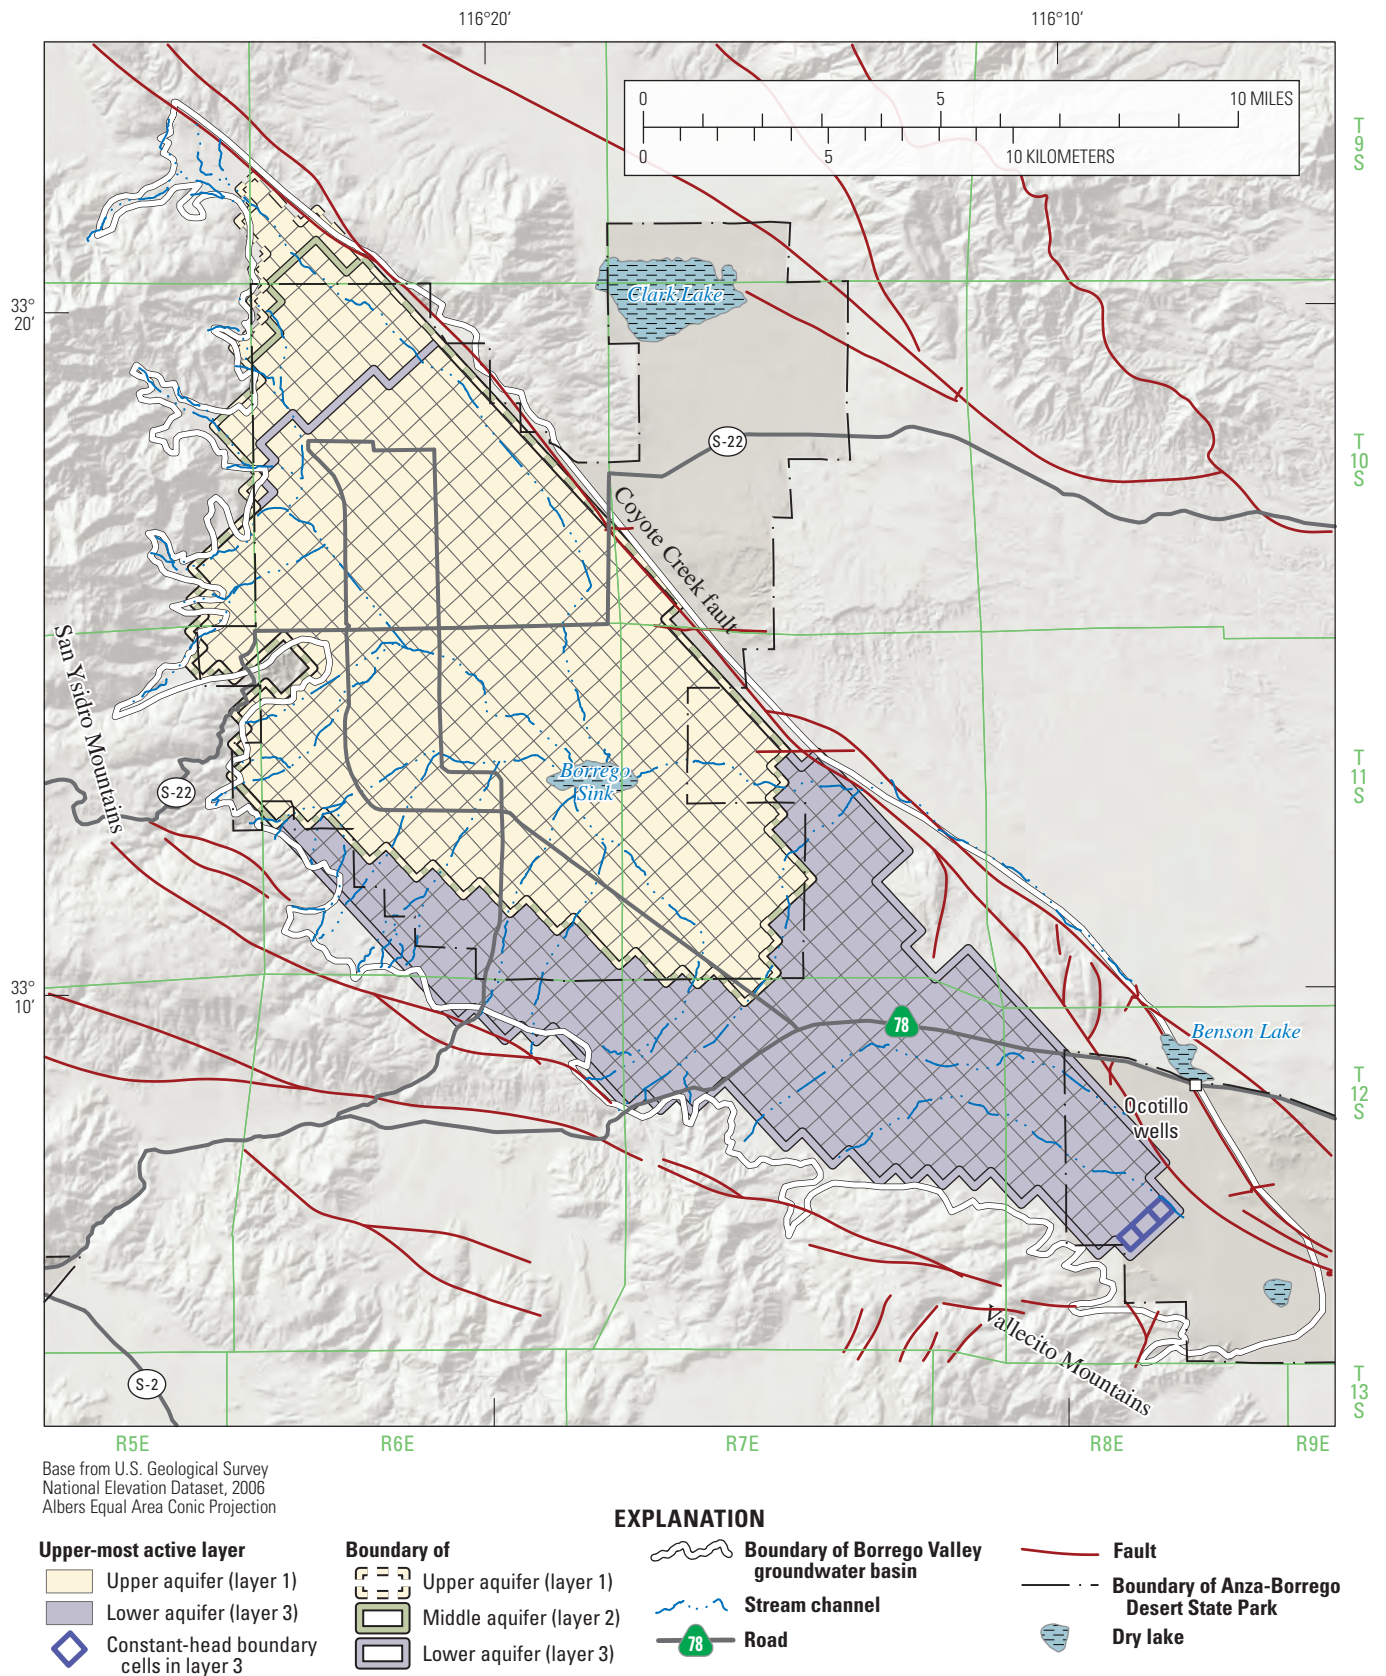 116°20′
116°10′
0
5
10 MILES
0
5
10 KILOMETERS
T
9
S
Clark Lake
33°
20′
S-22
T
10
S
Coyote Creek fault
San Ysidro Mountains
Borrego
Sink
T
11
S
S-22
33°
10′
78
Benson Lake
Ocotillo
wells
T
12
S
Vallecito Mountains
S-2
T
13
S
R5E
R6E
R7E
R8E
R9E
Base from U.S. Geological Survey
National Elevation Dataset, 2006
Albers Equal Area Conic Projection
EXPLANATION
Upper-most active layer
Upper aquifer (layer 1)
Lower aquifer (layer 3)
Constant-head boundary
cells in layer 3
Boundary of
Upper aquifer (layer 1)
Middle aquifer (layer 2)
Lower aquifer (layer 3)
Boundary of Borrego Valley
groundwater basin
Stream channel
78
Road
Fault
Boundary of Anza-Borrego
Desert State Park
Dry lake